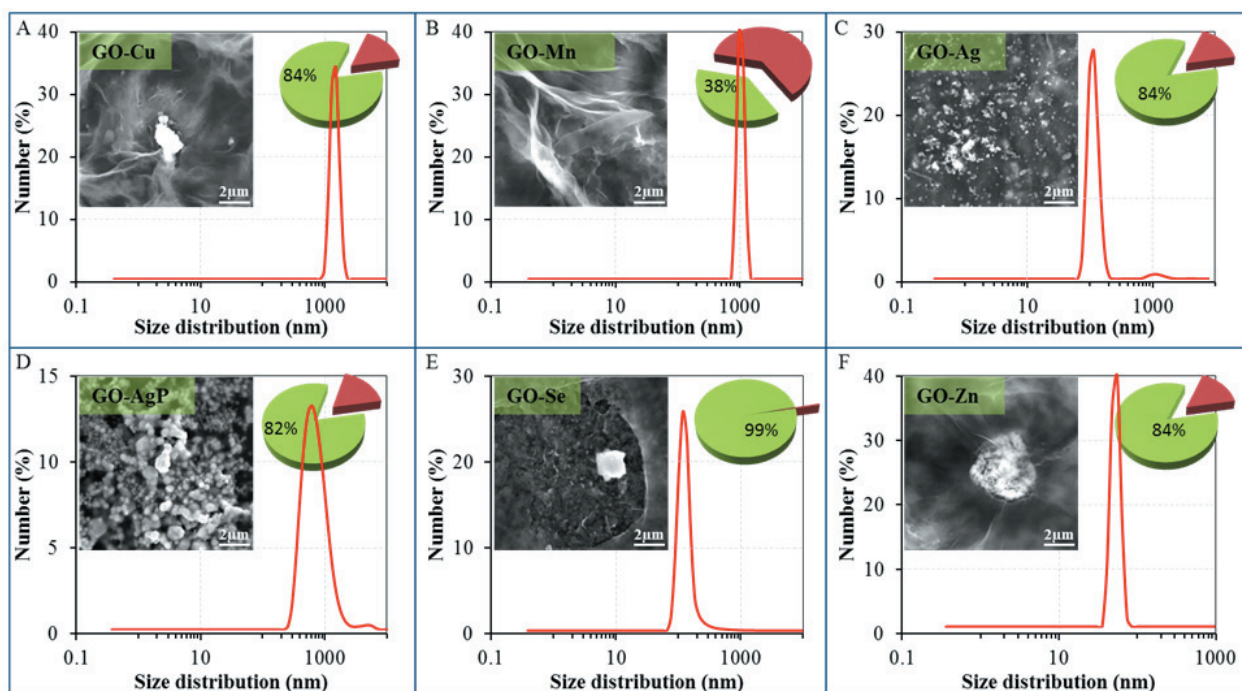 A
GO-Cu
84%
2µm
Number (%)
40
30
20
10
0
0.1
10
1000
Size distribution (nm)
B
GO-Mn
38%
2µm
Number (%)
40
30
20
10
0
0.1
10
1000
Size distribution (nm)
C
GO-Ag
84%
2µm
Number (%)
30
20
10
0
0.1
10
1000
Size distribution (nm)
D
GO-AgP
82%
2µm
Number (%)
15
10
5
0
0.1
10
1000
Size distribution (nm)
E
GO-Se
99%
2µm
Number (%)
30
20
10
0
0.1
10
1000
Size distribution (nm)
F
GO-Zn
84%
2µm
Number (%)
40
30
20
10
0
0.1
1
10
100
1000
Size distribution (nm)